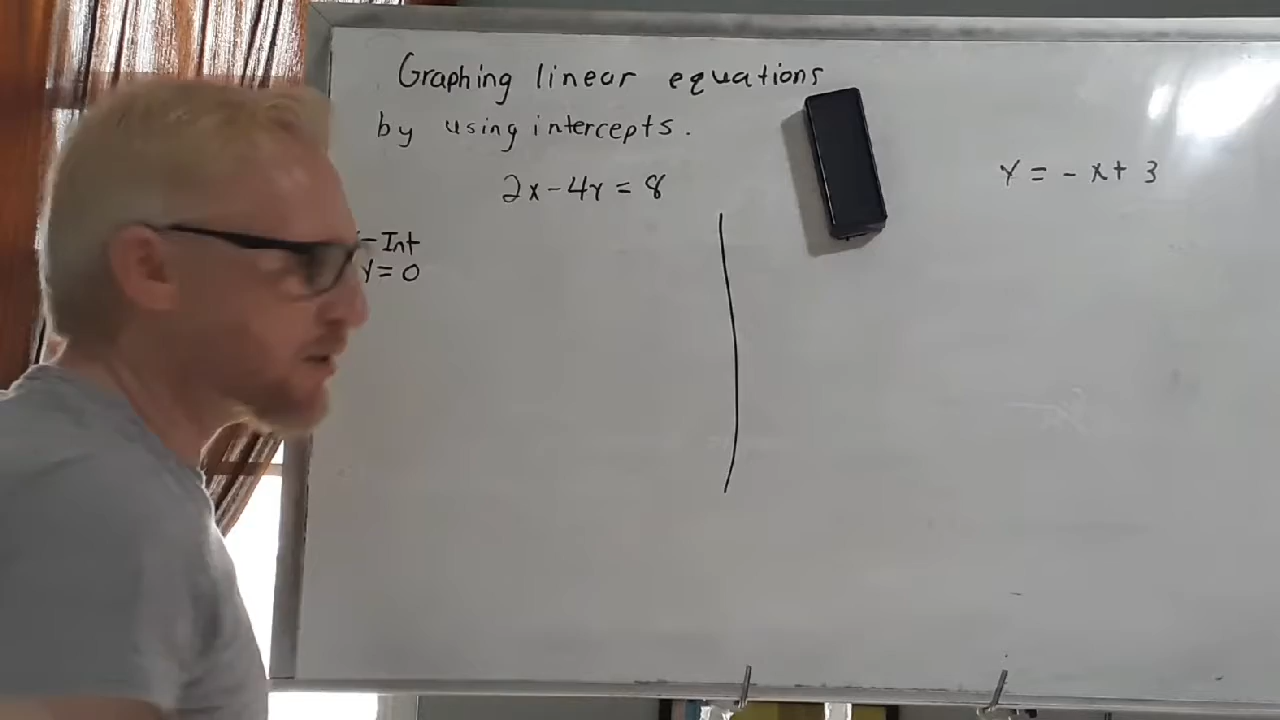 Graphing linear equations
by using intercepts.
2x - 4y = 8
-Int
y = 0
y = - x + 3